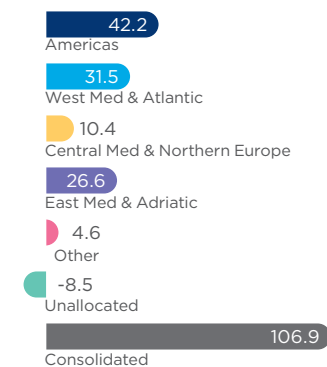 42.2
Americas
31.5
West Med & Atlantic
10.4
Central Med & Northern Europe
26.6
East Med & Adriatic
4.6
Other
-8.5
Unallocated
106.9
Consolidated